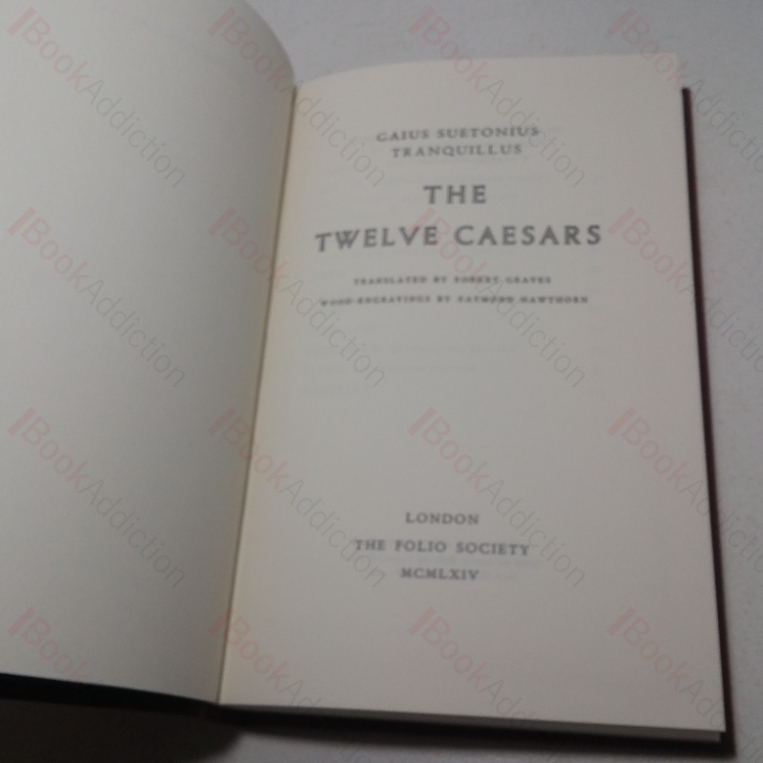 GAIUS SUETONIUS
TRANQUILLUS
THE
TWELVE CAESARS
TRANSLATED BY ROBERT GRAVES
WOOD-ENGRAVINGS BY RAYMOND HAWTHORN
LONDON
THE FOLIO SOCIETY
MCMLXIV
BookAddiction